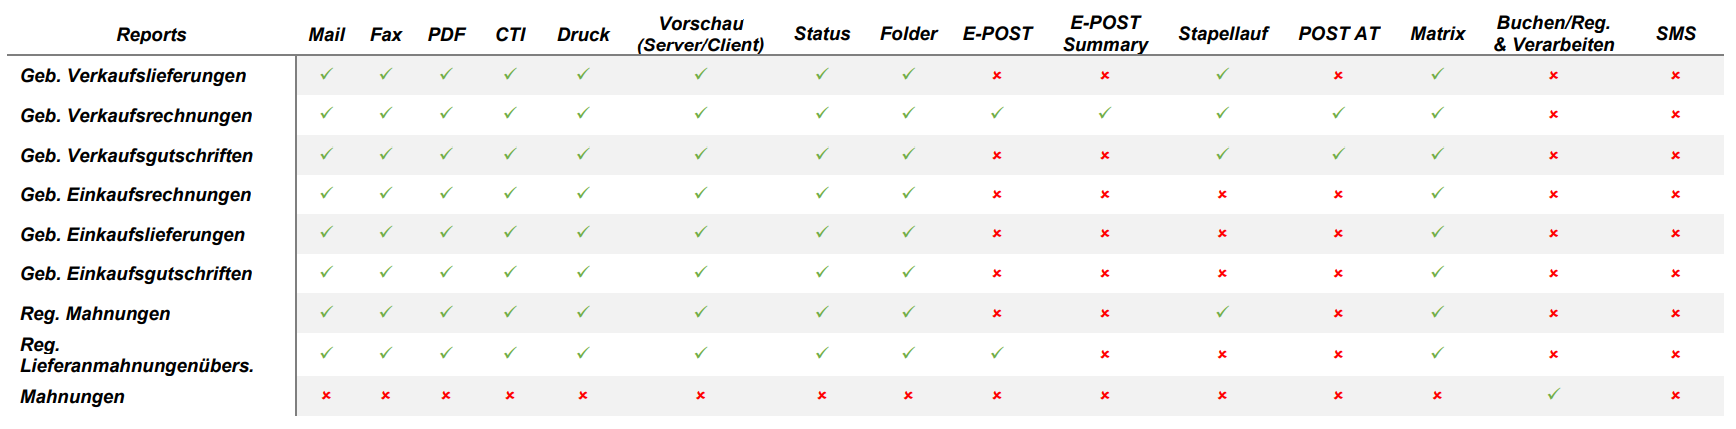 Reports Mail Fax PDF CTI Druck Vorschau (Server/Client) Status Folder E-POST E-POST Summary Stapellauf POST AT Matrix Buchen/Reg. & Verarbeiten SMS
Geb. Verkaufslieferungen ✓ ✓ ✓ ✓ ✓ ✓ ✓ ✓ × × ✓ × ✓ × ×
Geb. Verkaufsrechnungen ✓ ✓ ✓ ✓ ✓ ✓ ✓ ✓ ✓ ✓ ✓ ✓ ✓ × ×
Geb. Verkaufsgutschriften ✓ ✓ ✓ ✓ ✓ ✓ ✓ ✓ × × ✓ ✓ ✓ × ×
Geb. Einkaufsrechnungen ✓ ✓ ✓ ✓ ✓ ✓ ✓ ✓ × × × × ✓ × ×
Geb. Einkaufslieferungen ✓ ✓ ✓ ✓ ✓ ✓ ✓ ✓ × × × × ✓ × ×
Geb. Einkaufsgutschriften ✓ ✓ ✓ ✓ ✓ ✓ ✓ ✓ × × × × ✓ × ×
Reg. Mahnungen ✓ ✓ ✓ ✓ ✓ ✓ ✓ ✓ × × ✓ × ✓ × ×
Reg.
Lieferanmahnungenübers. ✓ ✓ ✓ ✓ ✓ ✓ ✓ ✓ ✓ × × × ✓ × ×
Mahnungen × × × × × × × × × × × × × ✓ ×